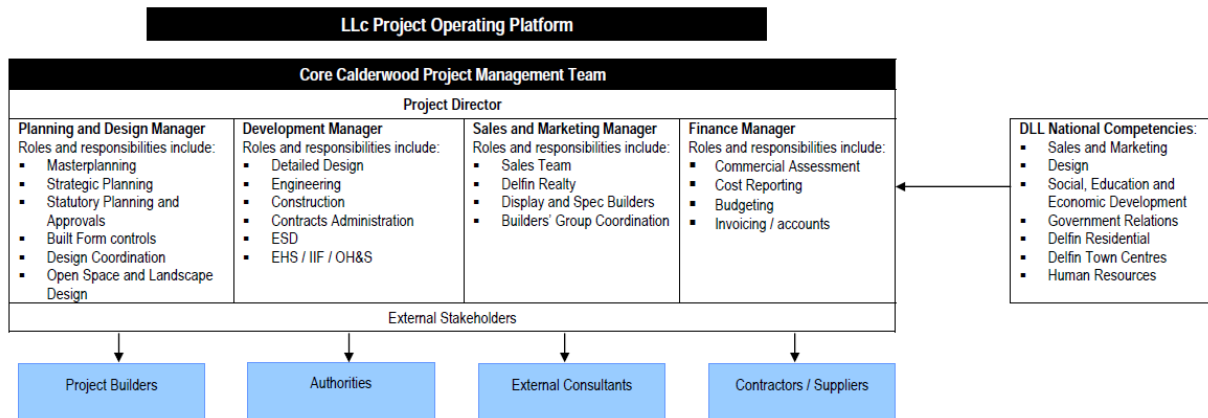 LLc Project Operating Platform
Core Calderwood Project Management Team
Project Director
Planning and Design Manager
Roles and responsibilities include:
▪ Masterplanning
▪ Strategic Planning
▪ Statutory Planning and
Approvals
▪ Built Form controls
▪ Design Coordination
▪ Open Space and Landscape
Design
Development Manager
Roles and responsibilities include:
▪ Detailed Design
▪ Engineering
▪ Construction
▪ Contracts Administration
▪ ESD
▪ EHS / IIF / OH&S
Sales and Marketing Manager
Roles and responsibilities include:
▪ Sales Team
▪ Delfin Realty
▪ Display and Spec Builders
▪ Builders' Group Coordination
Finance Manager
Roles and responsibilities include:
▪ Commercial Assessment
▪ Cost Reporting
▪ Budgeting
▪ Invoicing / accounts
DLL National Competencies:
▪ Sales and Marketing
▪ Design
▪ Social, Education and
Economic Development
▪ Government Relations
▪ Delfin Residential
▪ Delfin Town Centres
▪ Human Resources
External Stakeholders
Project Builders
Authorities
External Consultants
Contractors / Suppliers